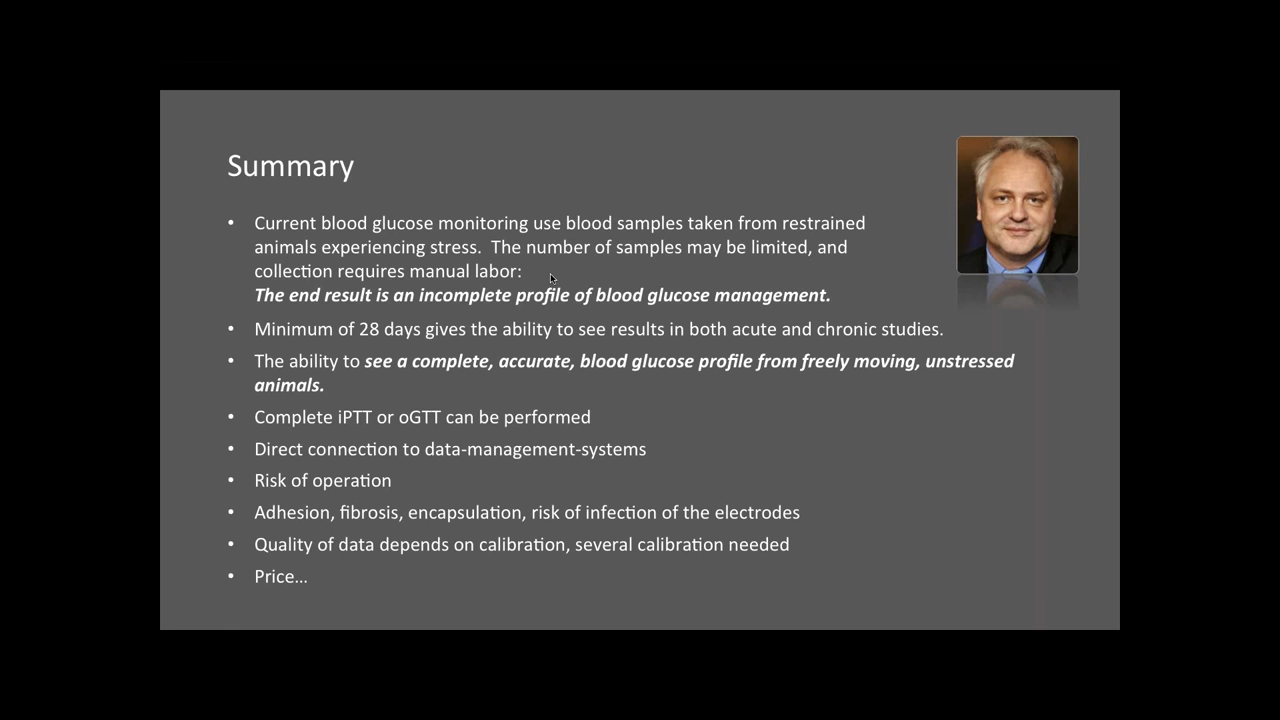 Summary
• Current blood glucose monitoring use blood samples taken from restrained
animals experiencing stress.  The number of samples may be limited, and
collection requires manual labor:
The end result is an incomplete profile of blood glucose management.
• Minimum of 28 days gives the ability to see results in both acute and chronic studies.
• The ability to see a complete, accurate, blood glucose profile from freely moving, unstressed
animals.
• Complete iPTT or oGTT can be performed
• Direct connection to data-management-systems
• Risk of operation
• Adhesion, fibrosis, encapsulation, risk of infection of the electrodes
• Quality of data depends on calibration, several calibration needed
• Price...